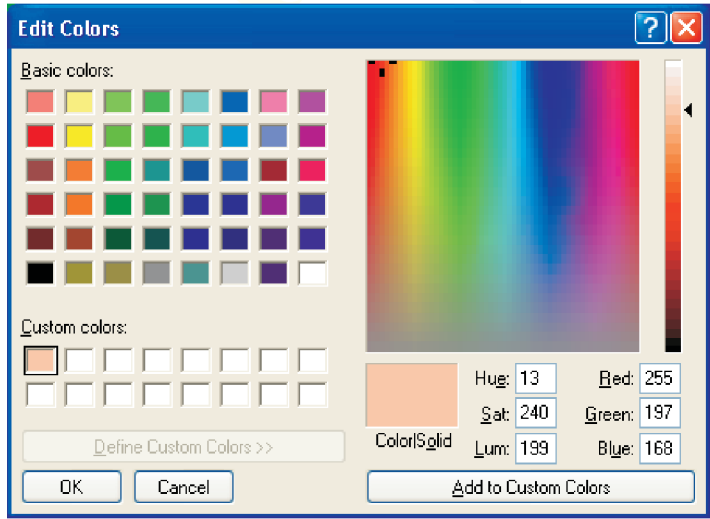 Edit Colors
?
Basic colors:
Custom colors:
Define Custom Colors >>
OK Cancel
Hue: 13 Red: 255
Sat: 240 Green: 197
Color|Solid Lum: 199 Blue: 168
Add to Custom Colors